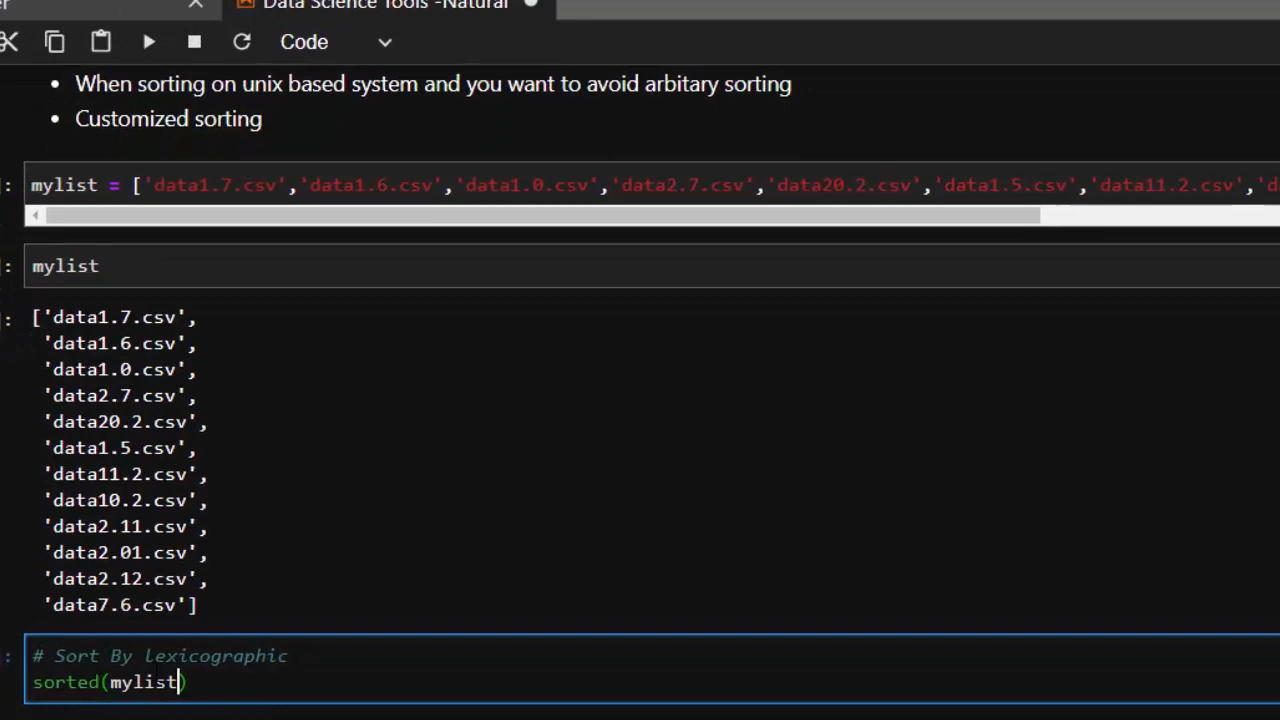 Data Science Tools -Natural
Code
• When sorting on unix based system and you want to avoid arbitary sorting
• Customized sorting
mylist = ['data1.7.csv','data1.6.csv','data1.0.csv','data2.7.csv','data20.2.csv','data1.5.csv','data11.2.csv','d
mylist
['data1.7.csv',
'data1.6.csv',
'data1.0.csv',
'data2.7.csv',
'data20.2.csv',
'data1.5.csv',
'data11.2.csv',
'data10.2.csv',
'data2.11.csv',
'data2.01.csv',
'data2.12.csv',
'data7.6.csv']
# Sort By lexicographic
sorted(mylist)